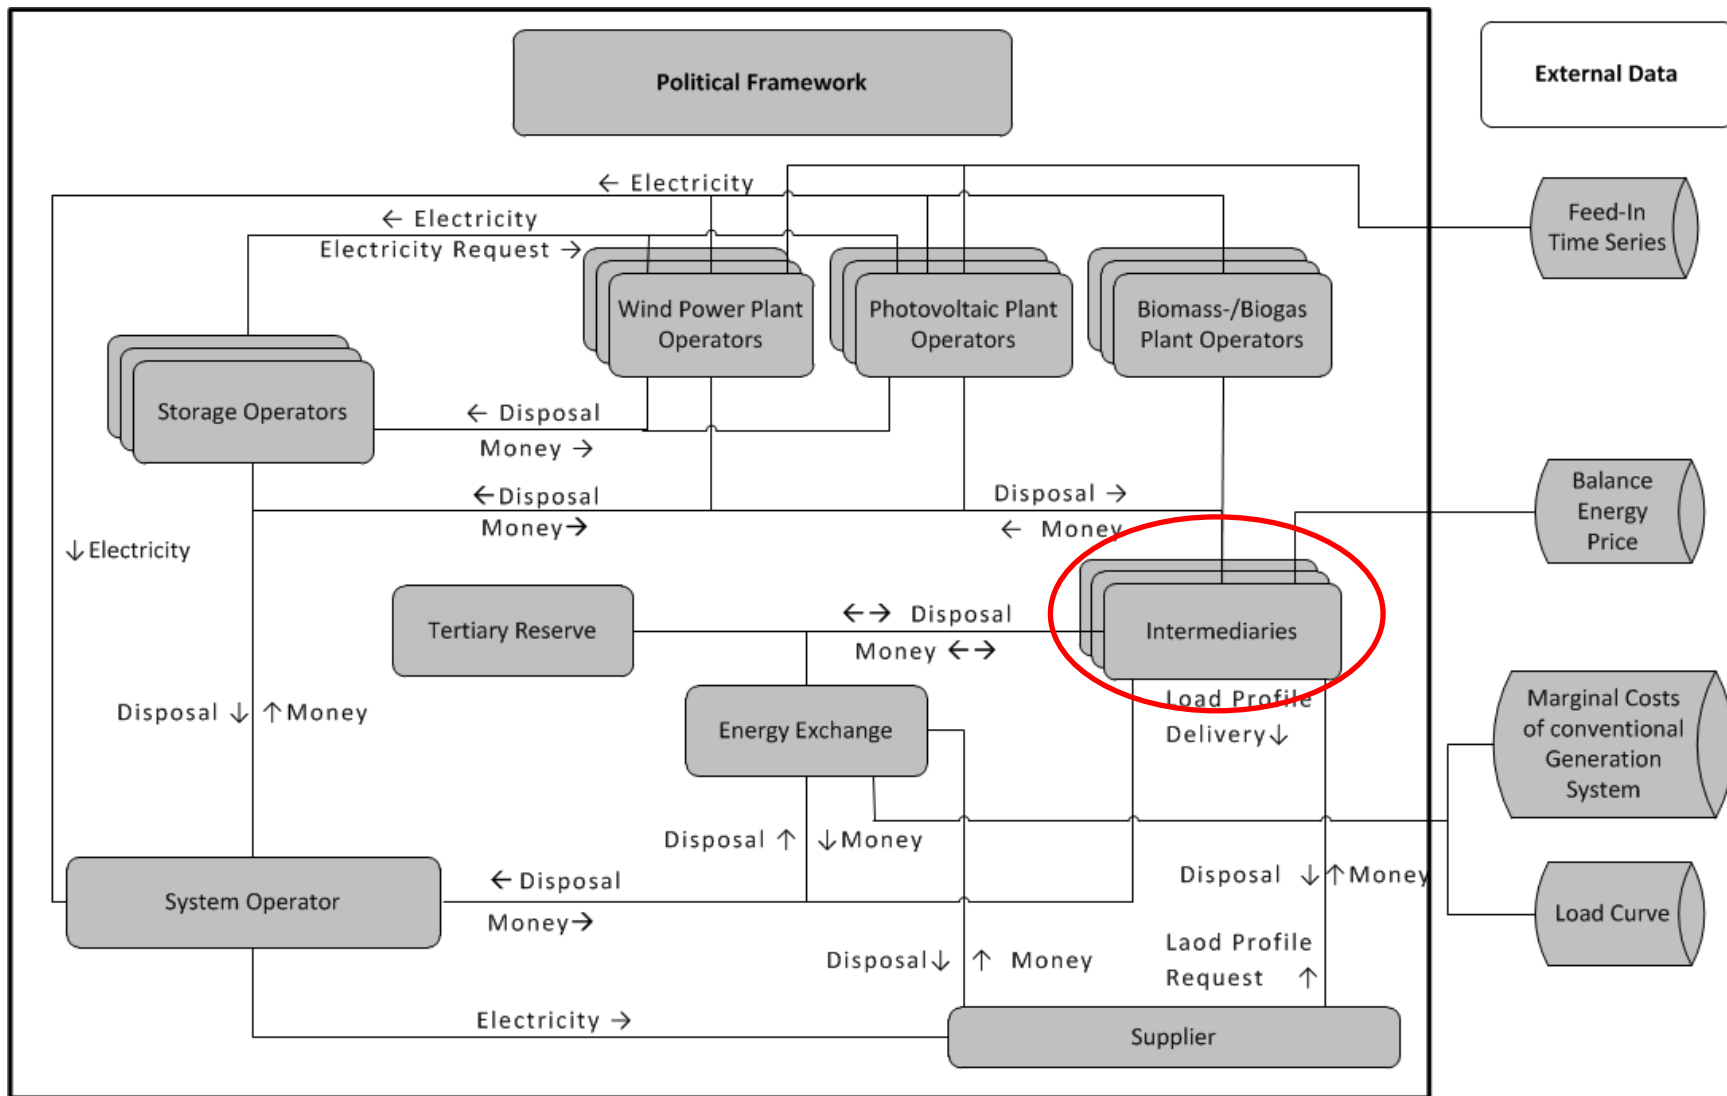 Political Framework
External Data
← Electricity
← Electricity
Electricity Request →
Feed-In
Time Series
Wind Power Plant
Operators
Photovoltaic Plant
Operators
Biomass-/Biogas
Plant Operators
Storage Operators
← Disposal
Money →
← Disposal
Money →
Disposal →
← Money
Balance
Energy
Price
↓ Electricity
Tertiary Reserve
←→ Disposal
Money ←→
Intermediaries
Disposal ↓ ↑ Money
Energy Exchange
Load Profile
Delivery ↓
Marginal Costs
of conventional
Generation
System
Disposal ↑ ↓ Money
System Operator
← Disposal
Money →
Disposal ↓ ↑ Money
Load Curve
Disposal ↓ ↑ Money
Laod Profile
Request ↑
Electricity →
Supplier